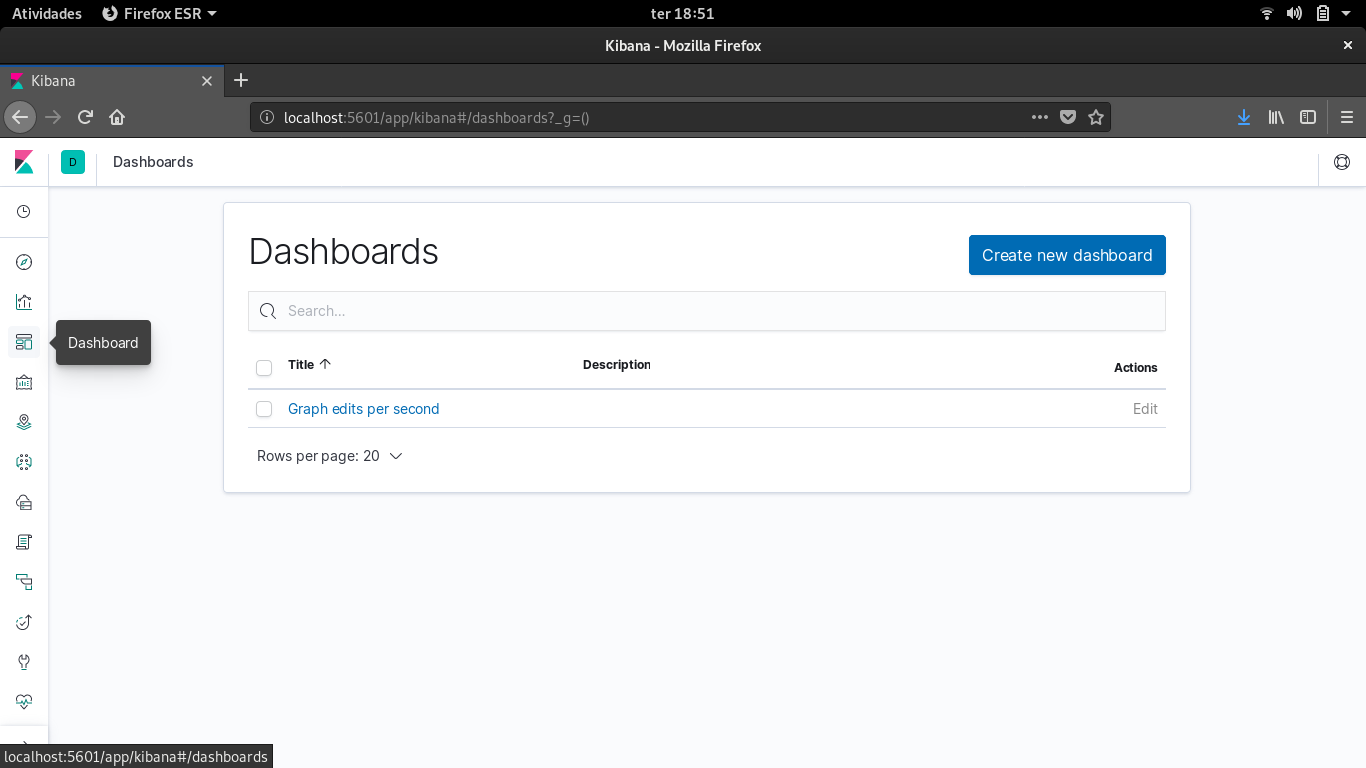 Atividades Firefox ESR ter 18:51
Kibana - Mozilla Firefox
Kibana
localhost:5601/app/kibana#/dashboards?_g=()
D Dashboards
Dashboards Create new dashboard
Search...
Dashboard
Title Description Actions
Graph edits per second Edit
Rows per page: 20
localhost:5601/app/kibana#/dashboards